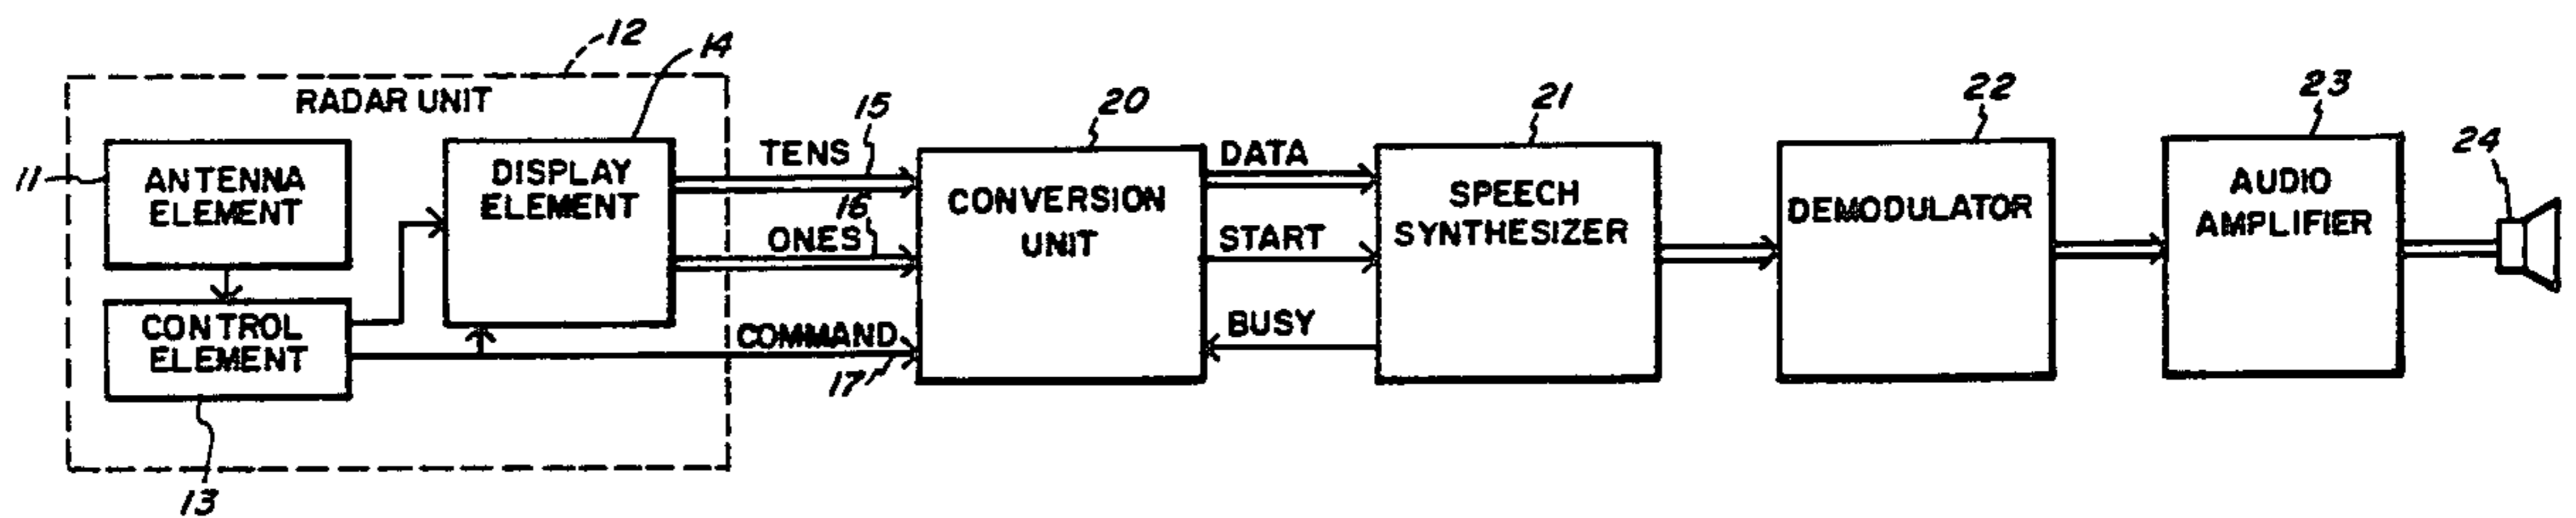 12
14
RADAR UNIT
11
ANTENNA
ELEMENT
DISPLAY
ELEMENT
CONTROL
ELEMENT
13
TENS
15
ONES
16
COMMAND
17
20
CONVERSION
UNIT
DATA
START
BUSY
21
SPEECH
SYNTHESIZER
22
DEMODULATOR
23
AUDIO
AMPLIFIER
24